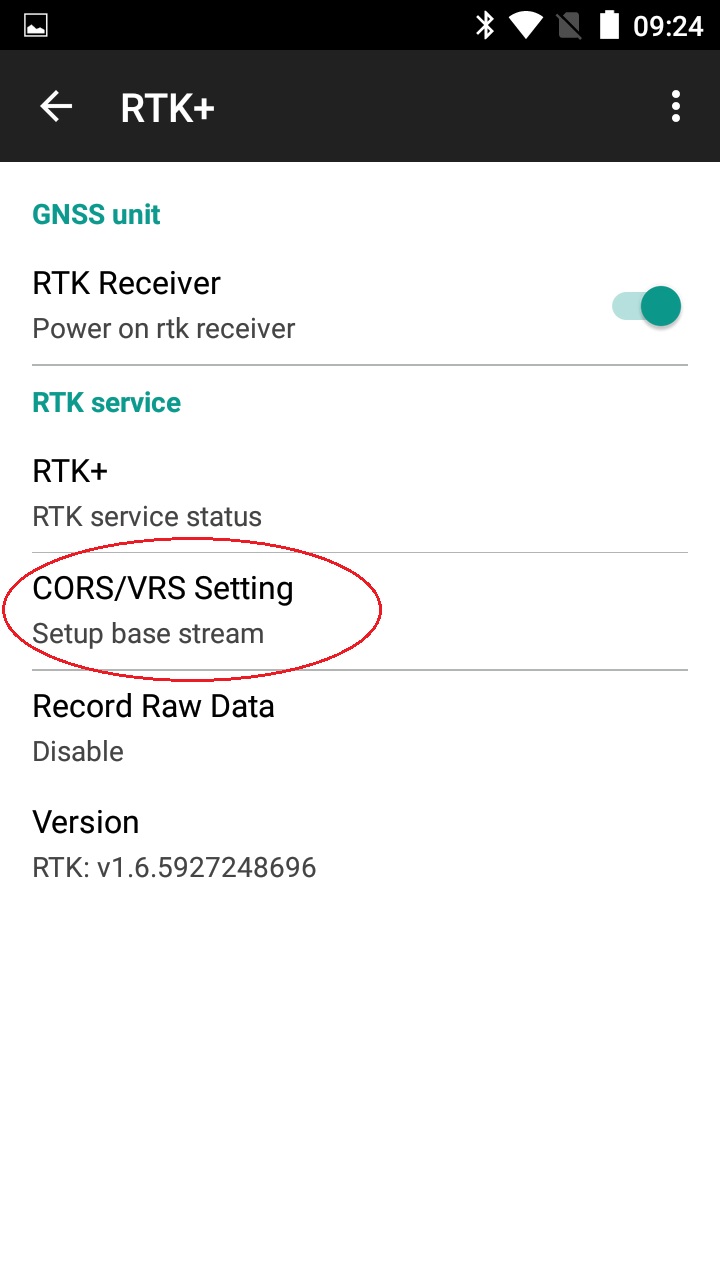 09:24
RTK+
GNSS unit
RTK Receiver
Power on rtk receiver
RTK service
RTK+
RTK service status
CORS/VRS Setting
Setup base stream
Record Raw Data
Disable
Version
RTK: v1.6.5927248696